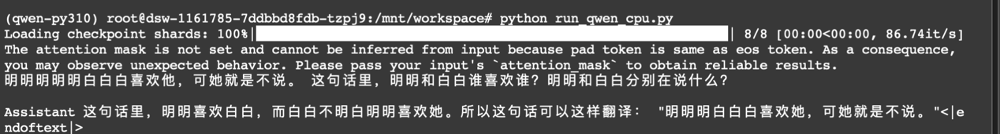 (qwen-py310) root@dsw-1161785-7ddbbd8fdb-tzpj9:/mnt/workspace# python run_qwen_cpu.py
Loading checkpoint shards: 100%|██████████| 8/8 [00:00<00:00, 86.74it/s]
The attention mask is not set and cannot be inferred from input because pad token is same as eos token. As a consequence,
you may observe unexpected behavior. Please pass your input's `attention_mask` to obtain reliable results.
明明明明明白白白喜欢他，可她就是不说。 这句话里，明明和白白谁喜欢谁？明明和白白分别在说什么？
Assistant 这句话里，明明喜欢白白，而白白不明白明明喜欢她。所以这句话可以这样翻译： "明明明白白白喜欢她，可她就是不说。"<|e
ndoftext|>